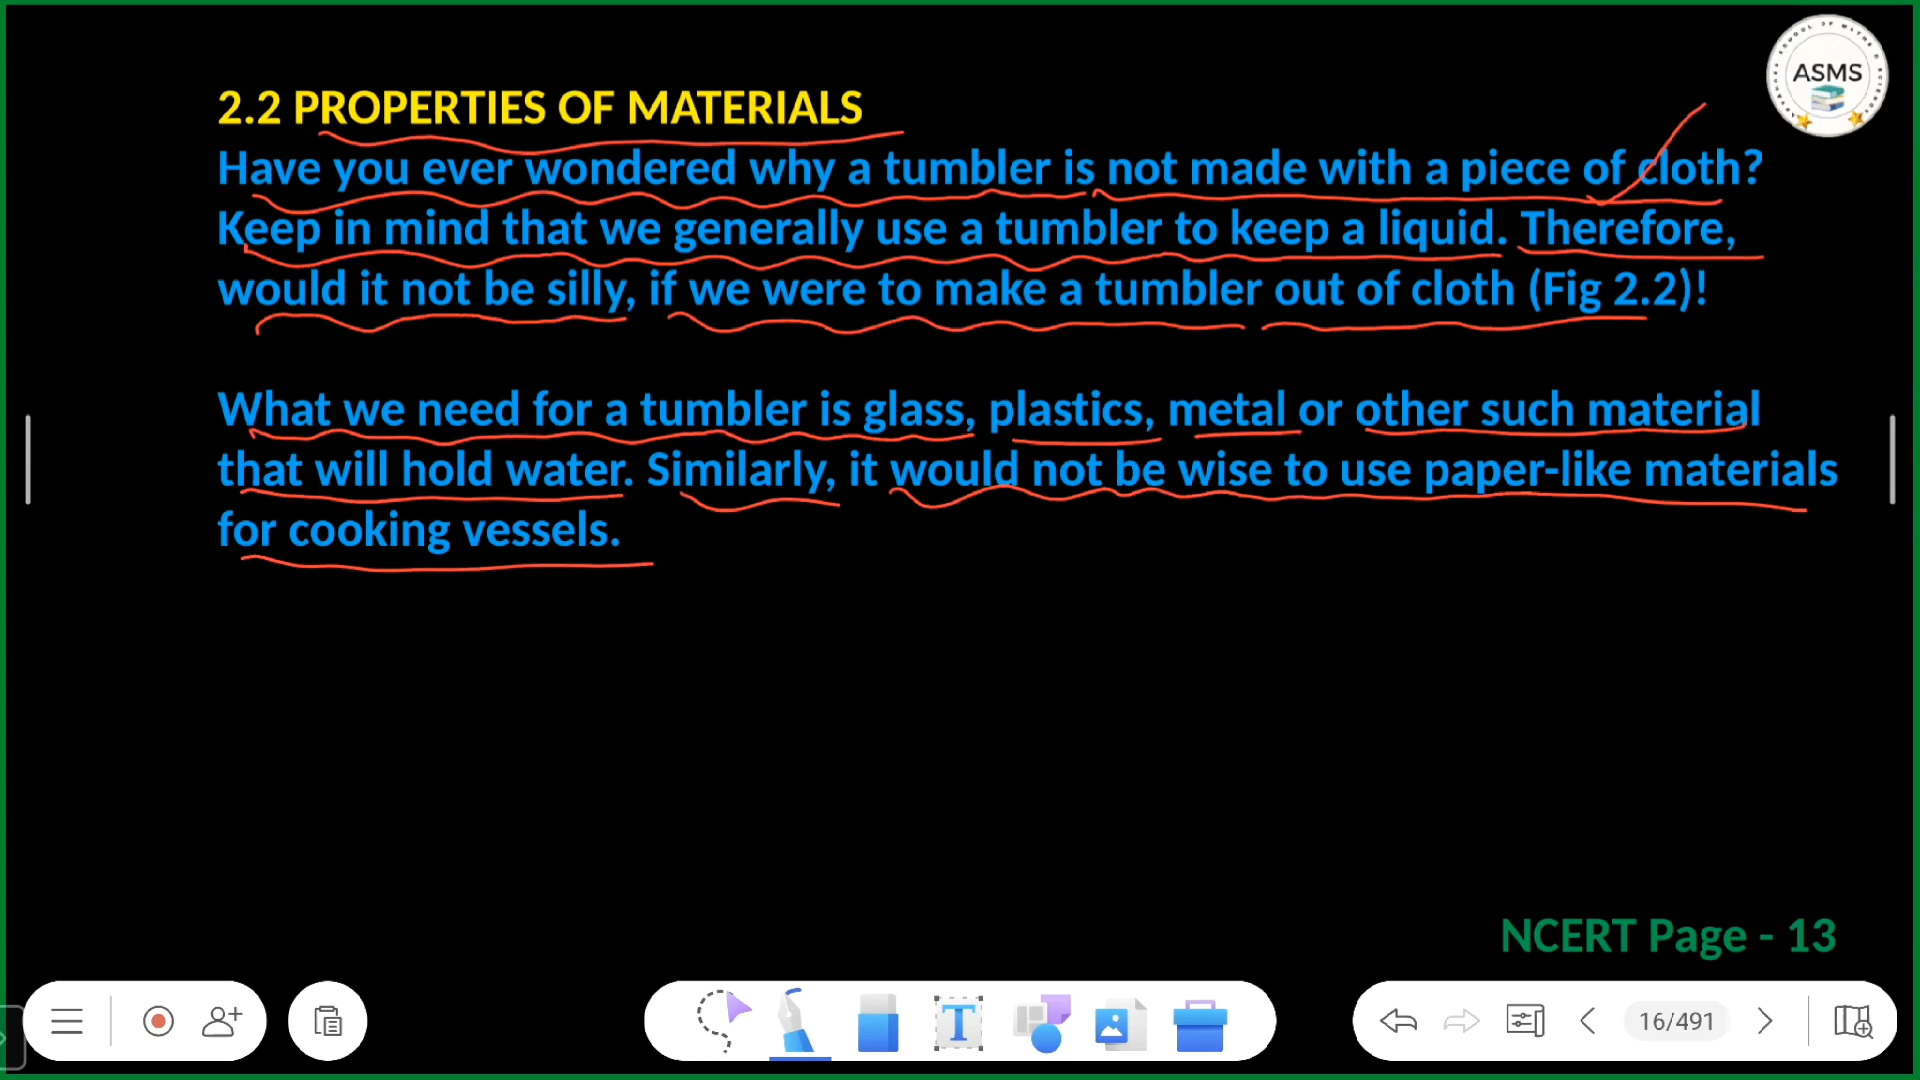 ASMS
2.2 PROPERTIES OF MATERIALS
Have you ever wondered why a tumbler is not made with a piece of cloth?
Keep in mind that we generally use a tumbler to keep a liquid. Therefore,
would it not be silly, if we were to make a tumbler out of cloth (Fig 2.2)!
What we need for a tumbler is glass, plastics, metal or other such material
that will hold water. Similarly, it would not be wise to use paper-like materials
for cooking vessels.
NCERT Page - 13
T
16/491